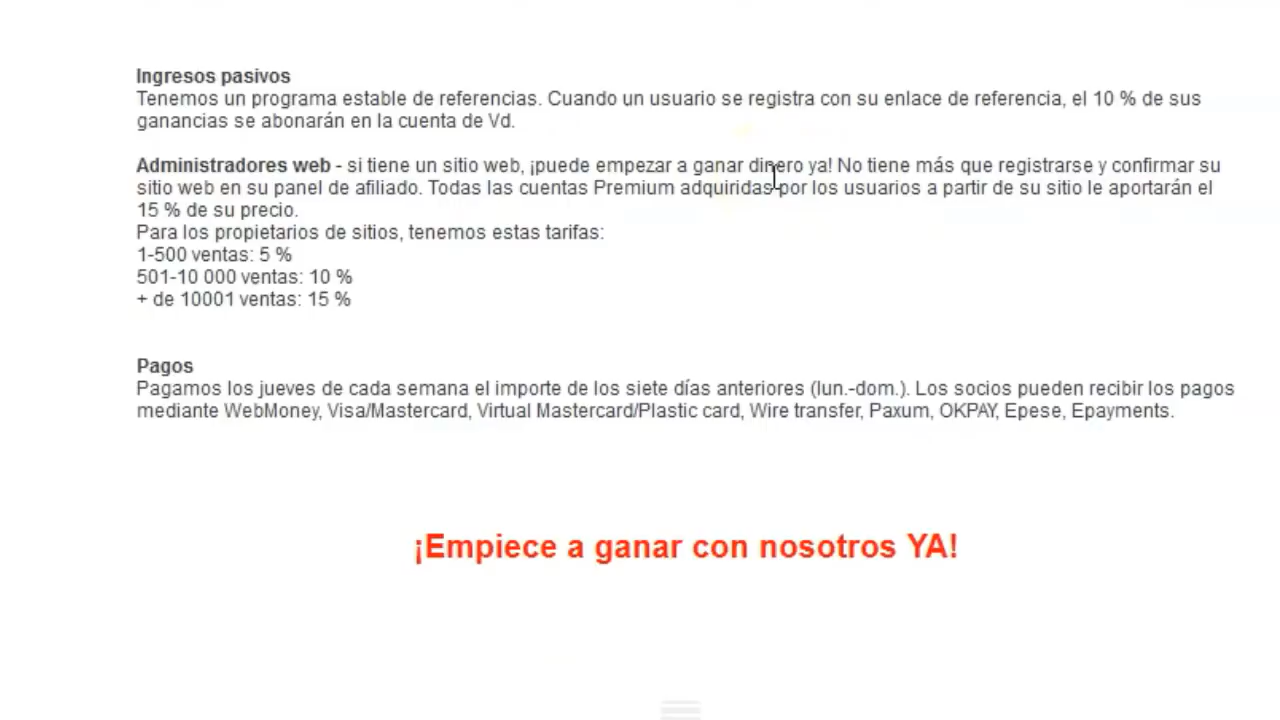 Ingresos pasivos
Tenemos un programa estable de referencias. Cuando un usuario se registra con su enlace de referencia, el 10 % de sus
ganancias se abonarán en la cuenta de Vd.
Administradores web - si tiene un sitio web, ¡puede empezar a ganar dinero ya! No tiene más que registrarse y confirmar su
sitio web en su panel de afiliado. Todas las cuentas Premium adquiridas por los usuarios a partir de su sitio le aportarán el
15 % de su precio.
Para los propietarios de sitios, tenemos estas tarifas:
1-500 ventas: 5 %
501-10 000 ventas: 10 %
+ de 10001 ventas: 15 %
Pagos
Pagamos los jueves de cada semana el importe de los siete días anteriores (lun.-dom.). Los socios pueden recibir los pagos
mediante WebMoney, Visa/Mastercard, Virtual Mastercard/Plastic card, Wire transfer, Paxum, OKPAY, Epese, Epayments.
¡Empiece a ganar con nosotros YA!